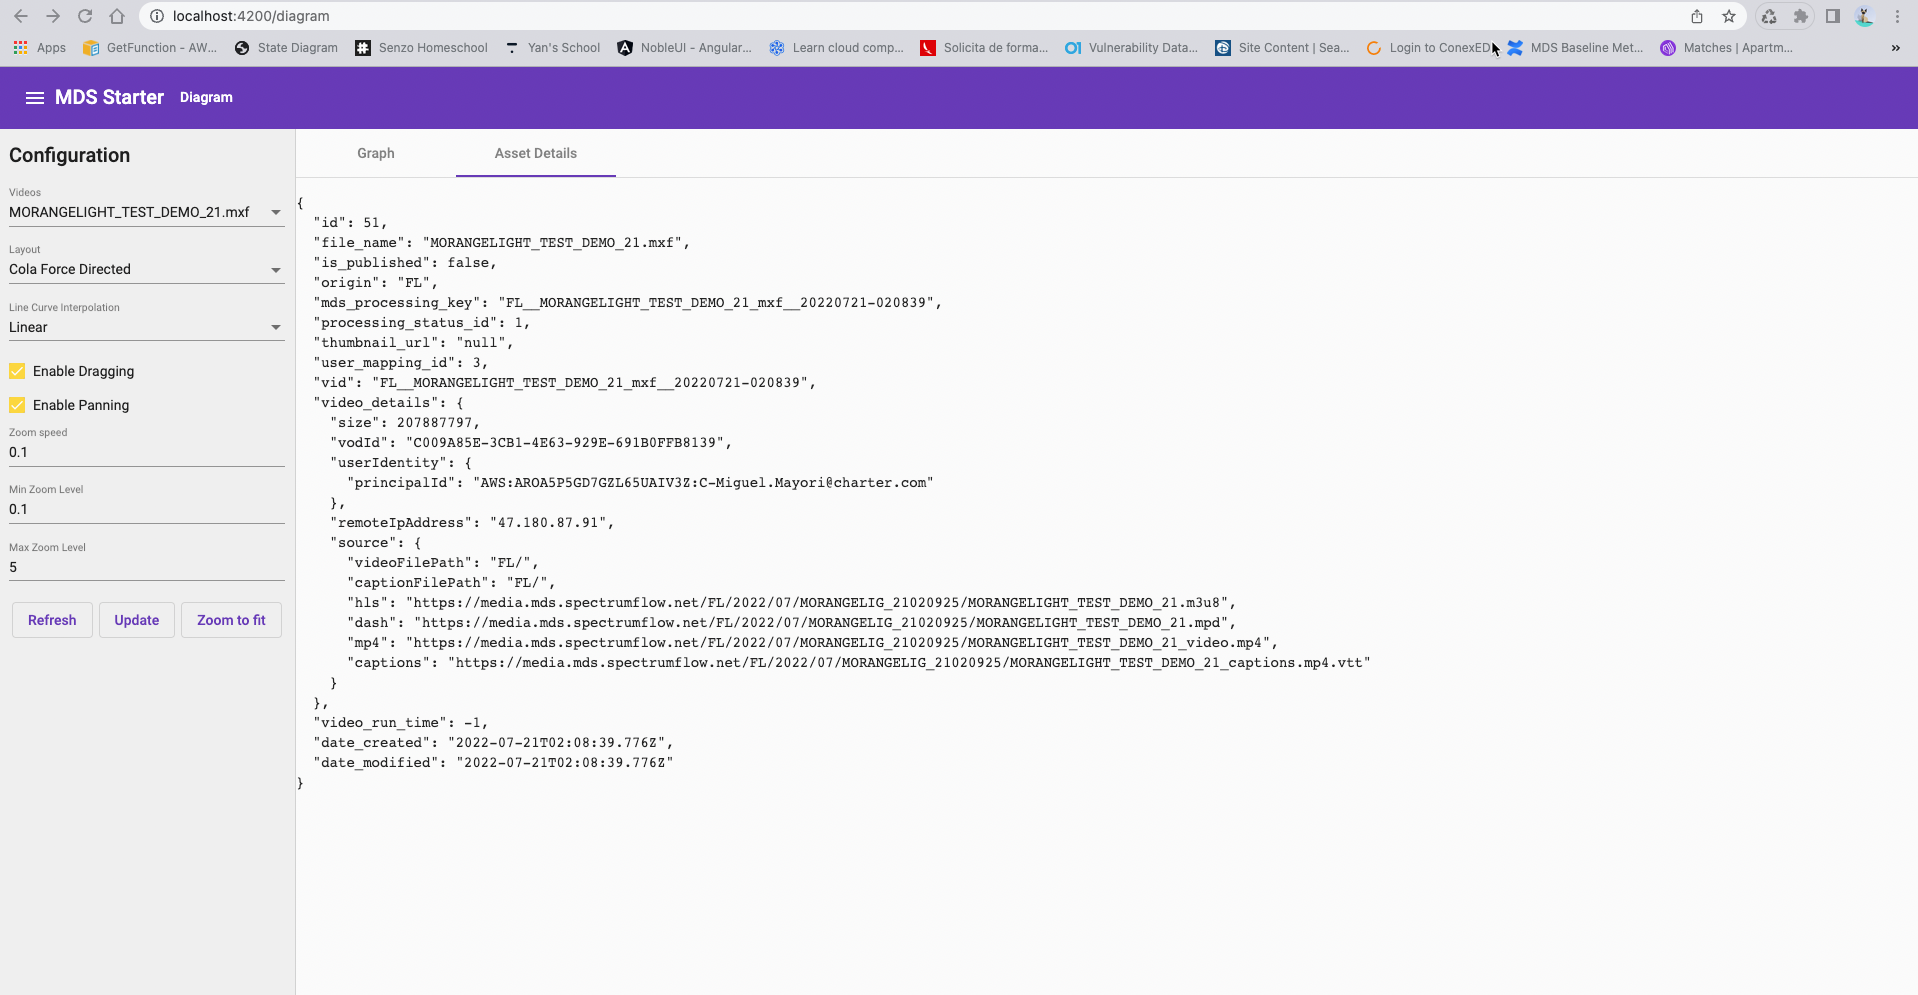 localhost:4200/diagram
Apps GetFunction - AW... State Diagram Senzo Homeschool Yan's School NobleUI - Angular... Learn cloud comp... Solicita de forma... Vulnerability Data... Site Content | Sea... Login to ConexED MDS Baseline Met... Matches | Apartm... »
MDS Starter Diagram
Configuration
Videos
MORANGELIGHT_TEST_DEMO_21.mxf
Layout
Cola Force Directed
Line Curve Interpolation
Linear
Enable Dragging
Enable Panning
Zoom speed
0.1
Min Zoom Level
0.1
Max Zoom Level
5
Refresh Update Zoom to fit
Graph Asset Details
{
"id": 51,
"file_name": "MORANGELIGHT_TEST_DEMO_21.mxf",
"is_published": false,
"origin": "FL",
"mds_processing_key": "FL__MORANGELIGHT_TEST_DEMO_21_mxf__20220721-020839",
"processing_status_id": 1,
"thumbnail_url": "null",
"user_mapping_id": 3,
"vid": "FL__MORANGELIGHT_TEST_DEMO_21_mxf__20220721-020839",
"video_details": {
"size": 207887797,
"vodId": "C009A85E-3CB1-4E63-929E-691B0FFB8139",
"userIdentity": {
"principalId": "AWS:AROA5P5GD7GZL65UAIV3Z:C-Miguel.Mayori@charter.com"
},
"remoteIpAddress": "47.180.87.91",
"source": {
"videoFilePath": "FL/",
"captionFilePath": "FL/",
"hls": "https://media.mds.spectrumflow.net/FL/2022/07/MORANGELIG_21020925/MORANGELIGHT_TEST_DEMO_21.m3u8",
"dash": "https://media.mds.spectrumflow.net/FL/2022/07/MORANGELIG_21020925/MORANGELIGHT_TEST_DEMO_21.mpd",
"mp4": "https://media.mds.spectrumflow.net/FL/2022/07/MORANGELIG_21020925/MORANGELIGHT_TEST_DEMO_21_video.mp4",
"captions": "https://media.mds.spectrumflow.net/FL/2022/07/MORANGELIG_21020925/MORANGELIGHT_TEST_DEMO_21_captions.mp4.vtt"
}
},
"video_run_time": -1,
"date_created": "2022-07-21T02:08:39.776Z",
"date_modified": "2022-07-21T02:08:39.776Z"
}